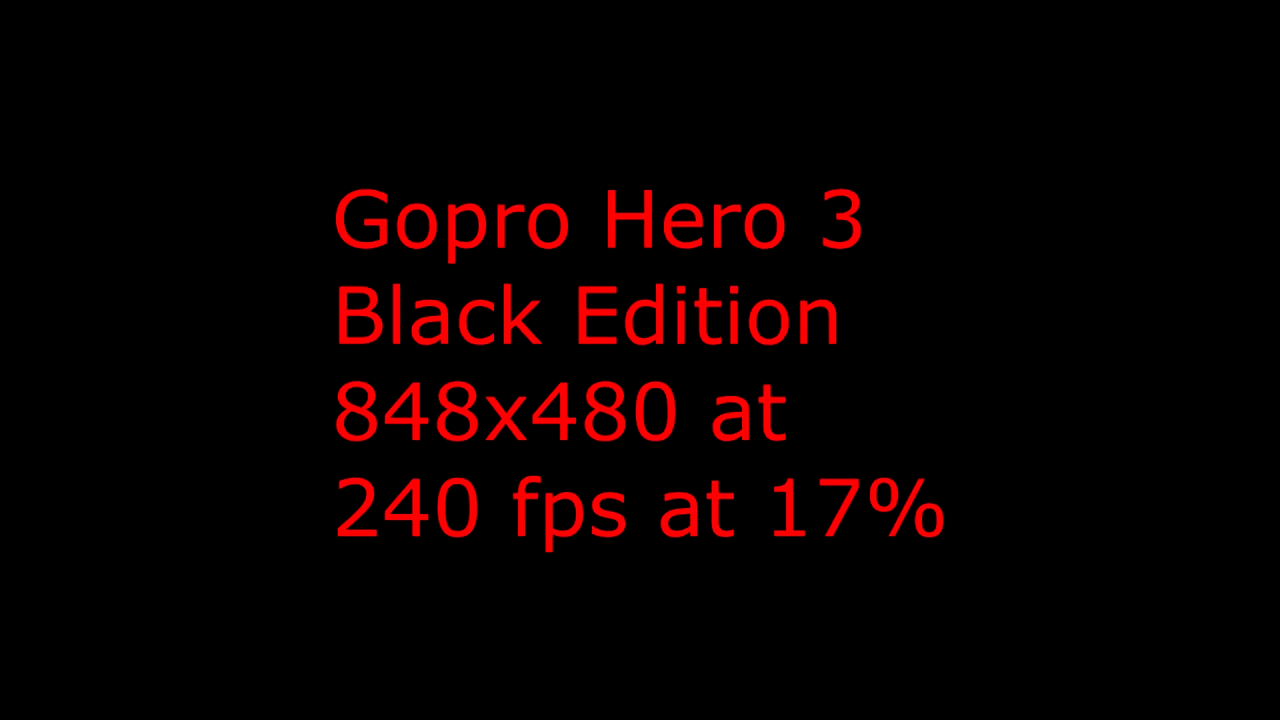 Gopro Hero 3
Black Edition
848x480 at
240 fps at 17%